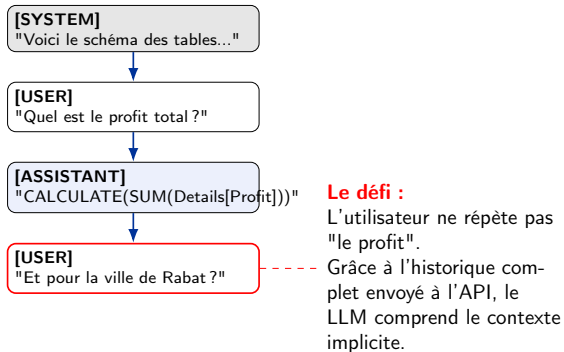 [SYSTEM]
"Voici le schéma des tables..."
[USER]
"Quel est le profit total ?"
[ASSISTANT]
"CALCULATE(SUM(Details[Profit]))"
[USER]
"Et pour la ville de Rabat ?"
Le défi :
L'utilisateur ne répète pas
"le profit".
Grâce à l'historique com-
plet envoyé à l'API, le
LLM comprend le contexte
implicite.